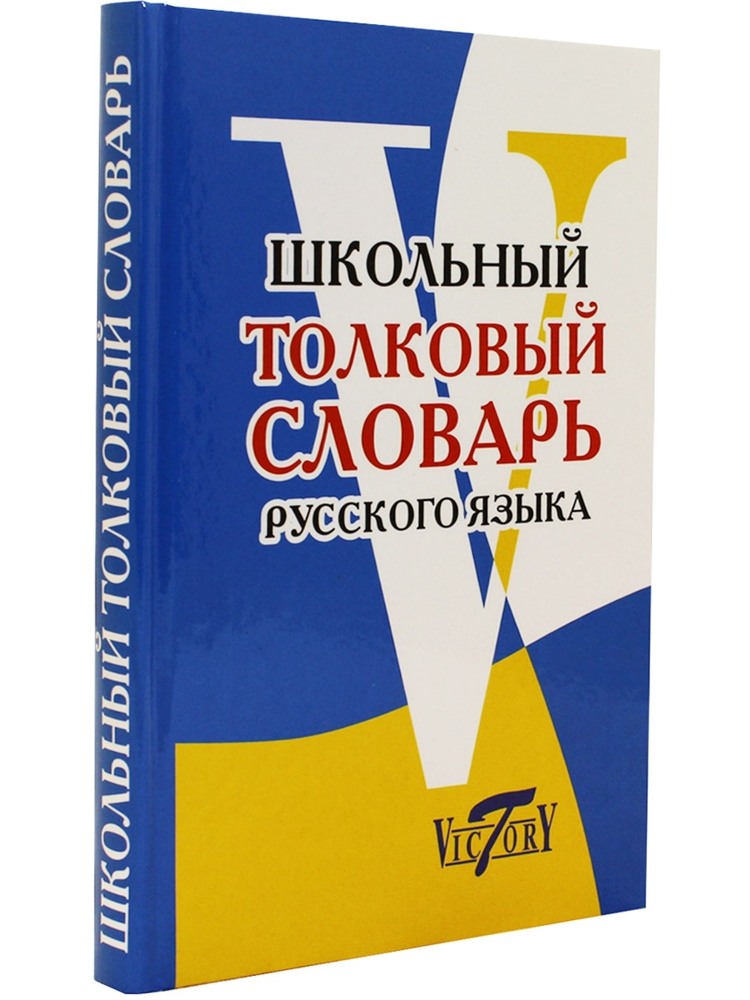 ШКОЛЬНЫЙ ТОЛКОВЫЙ СЛОВАРЬ
ШКОЛЬНЫЙ
ТОЛКОВЫЙ
СЛОВАРЬ
РУССКОГО ЯЗЫКА
V
VICTORY